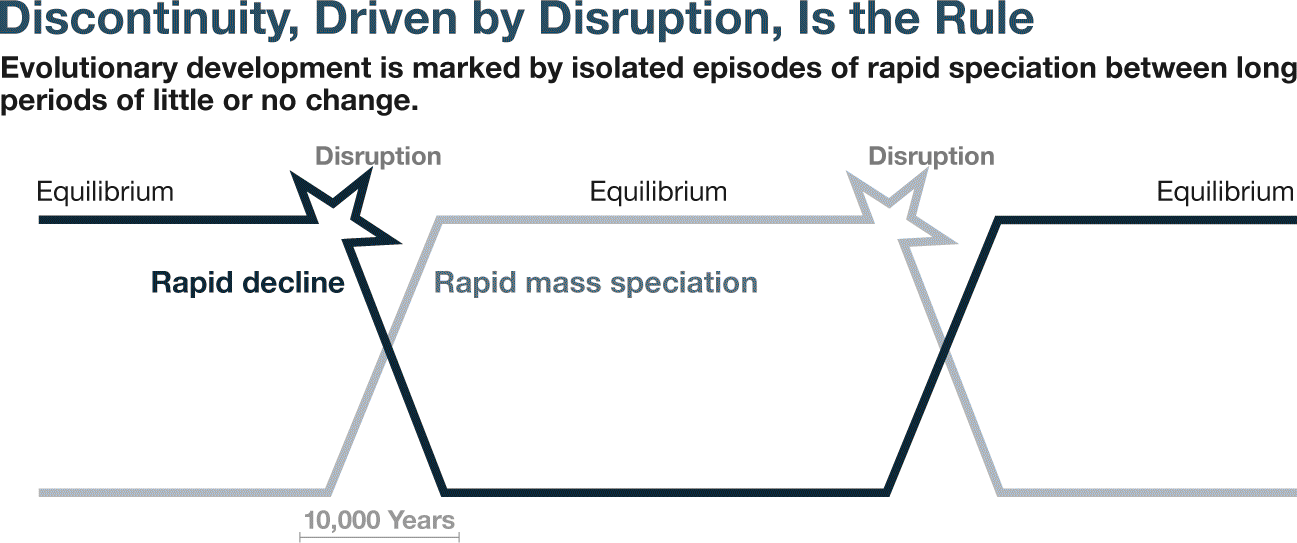 Discontinuity, Driven by Disruption, Is the Rule
Evolutionary development is marked by isolated episodes of rapid speciation between long
periods of little or no change.
Disruption
Disruption
Equilibrium
Equilibrium
Equilibrium
Rapid decline
Rapid mass speciation
10,000 Years